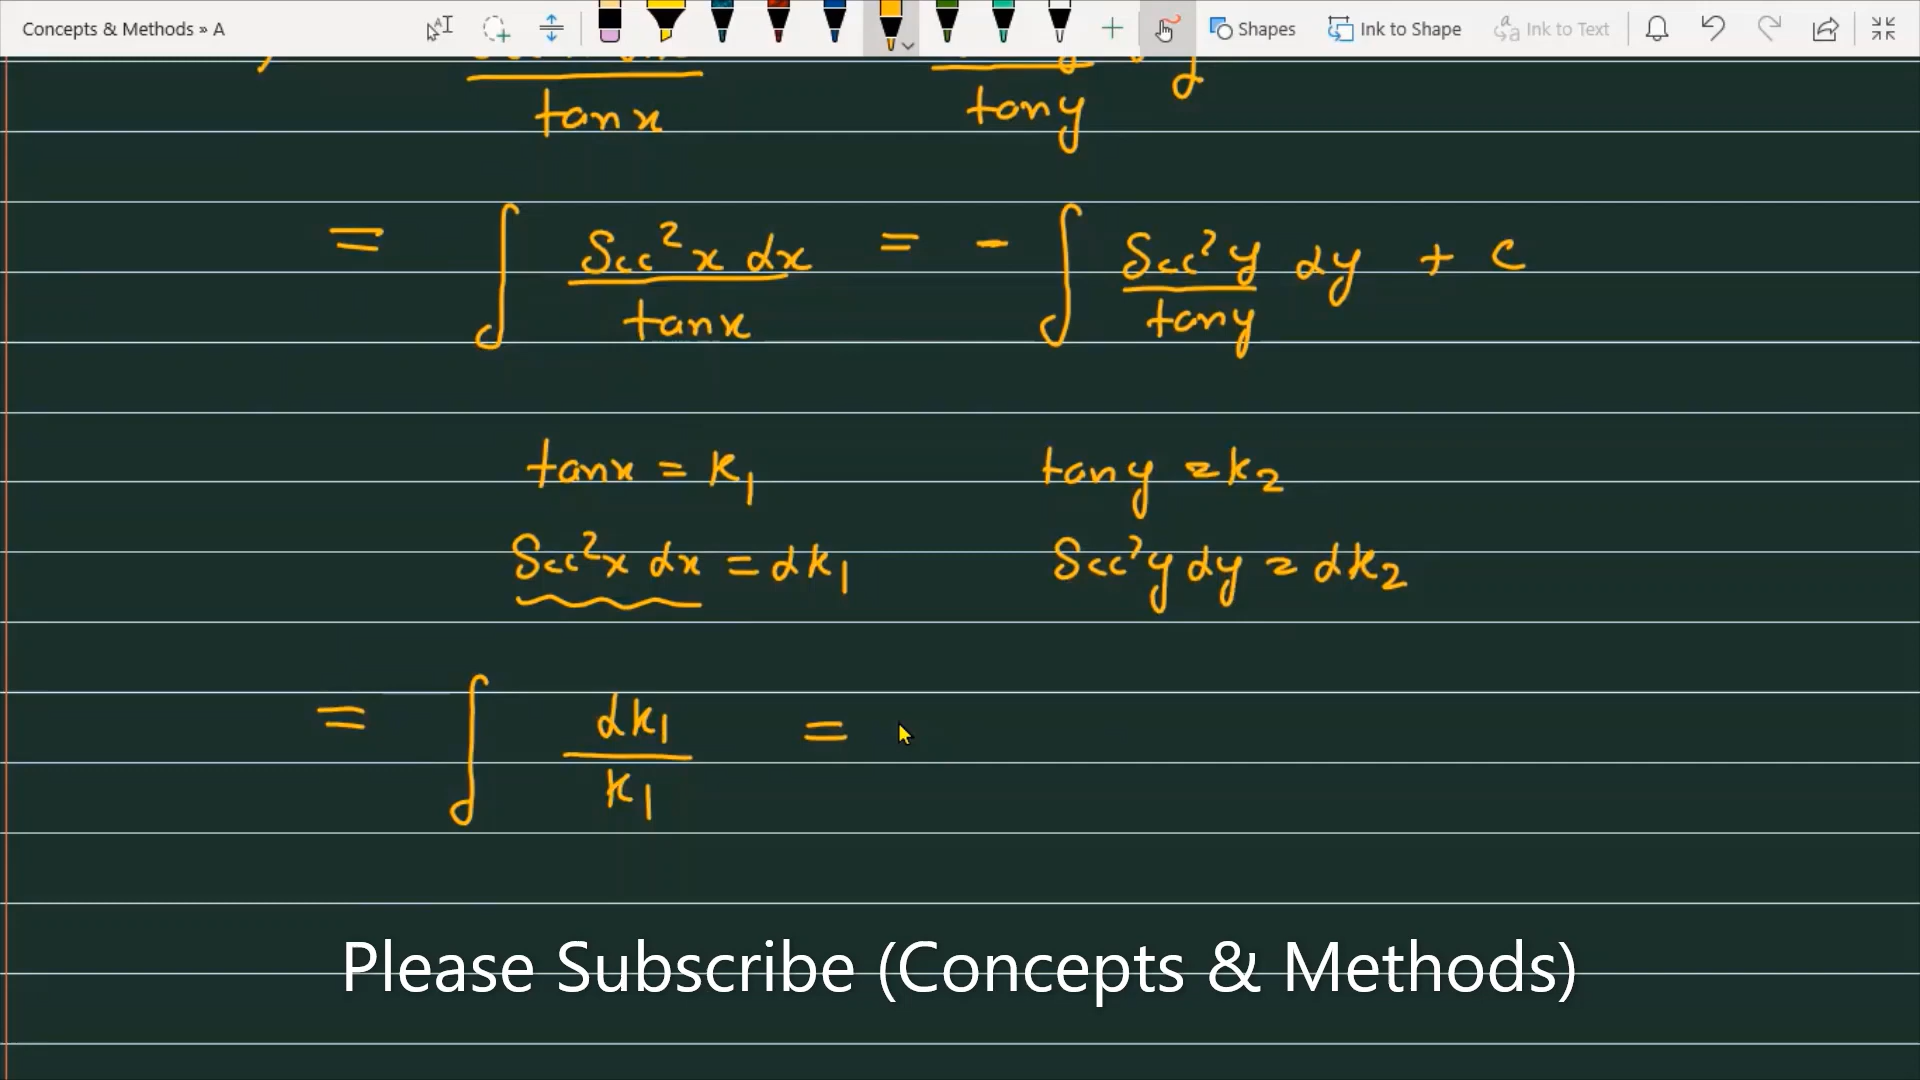 Concepts & Methods » A
Shapes
Ink to Shape
Ink to Text
tan x
tan y
= ∫ Sec²x dx / tan x = - ∫ Sec²y / tan y dy + c
tan x = k₁
tan y = k₂
Sec²x dx = dk₁
Sec²y dy = dk₂
= ∫ dk₁ / k₁ =
Please Subscribe (Concepts & Methods)